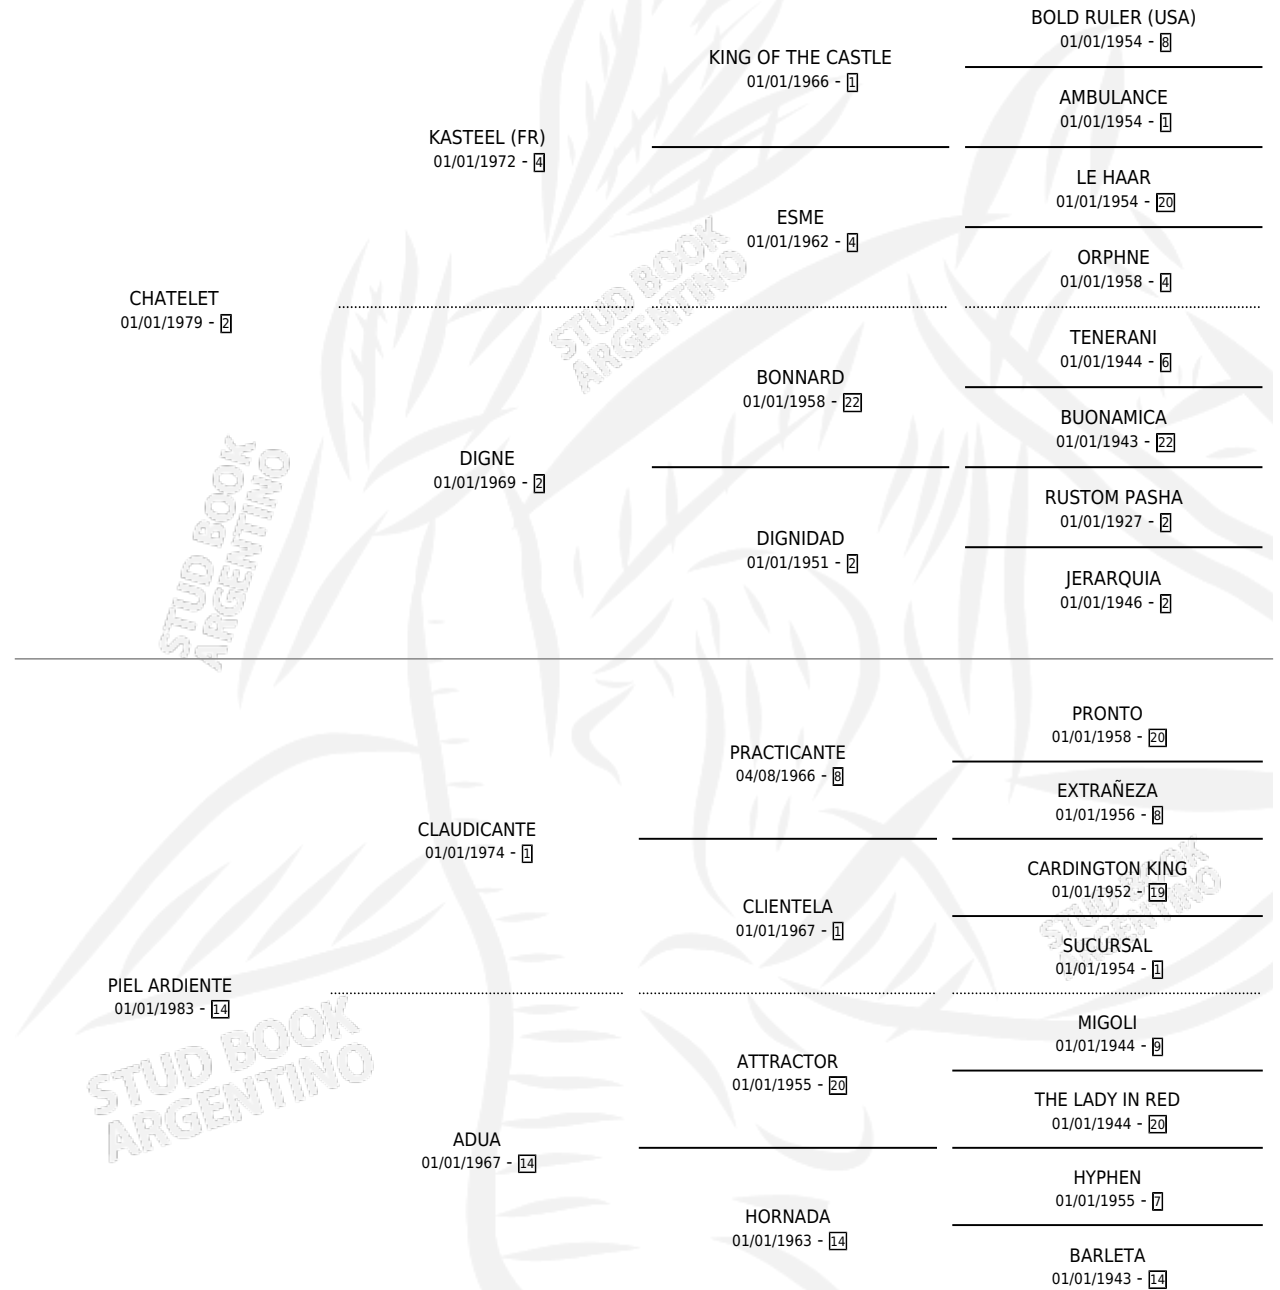 BOLD RULER (USA)
01/01/1954 - 8
KING OF THE CASTLE
01/01/1966 - 1
AMBULANCE
01/01/1954 - 1
KASTEEL (FR)
01/01/1972 - 4
LE HAAR
01/01/1954 - 20
ESME
01/01/1962 - 4
ORPHNE
01/01/1958 - 4
CHATELET
01/01/1979 - 2
TENERANI
01/01/1944 - 6
BONNARD
01/01/1958 - 22
BUONAMICA
01/01/1943 - 22
DIGNE
01/01/1969 - 2
RUSTOM PASHA
01/01/1927 - 2
DIGNIDAD
01/01/1951 - 2
JERARQUIA
01/01/1946 - 2
PRONTO
01/01/1958 - 20
PRACTICANTE
04/08/1966 - 8
EXTRAÑEZA
01/01/1956 - 8
CLAUDICANTE
01/01/1974 - 1
CARDINGTON KING
01/01/1952 - 19
CLIENTELA
01/01/1967 - 1
SUCURSAL
01/01/1954 - 1
PIEL ARDIENTE
01/01/1983 - 14
MIGOLI
01/01/1944 - 9
ATTRACTOR
01/01/1955 - 20
THE LADY IN RED
01/01/1944 - 20
ADUA
01/01/1967 - 14
HYPHEN
01/01/1955 - 7
HORNADA
01/01/1963 - 14
BARLETA
01/01/1943 - 14
STUD BOOK
ARGENTINO
STUD BOOK
ARGENTINO
STUD BOOK
ARGENTINO
STUD BOOK
ARGENTINO